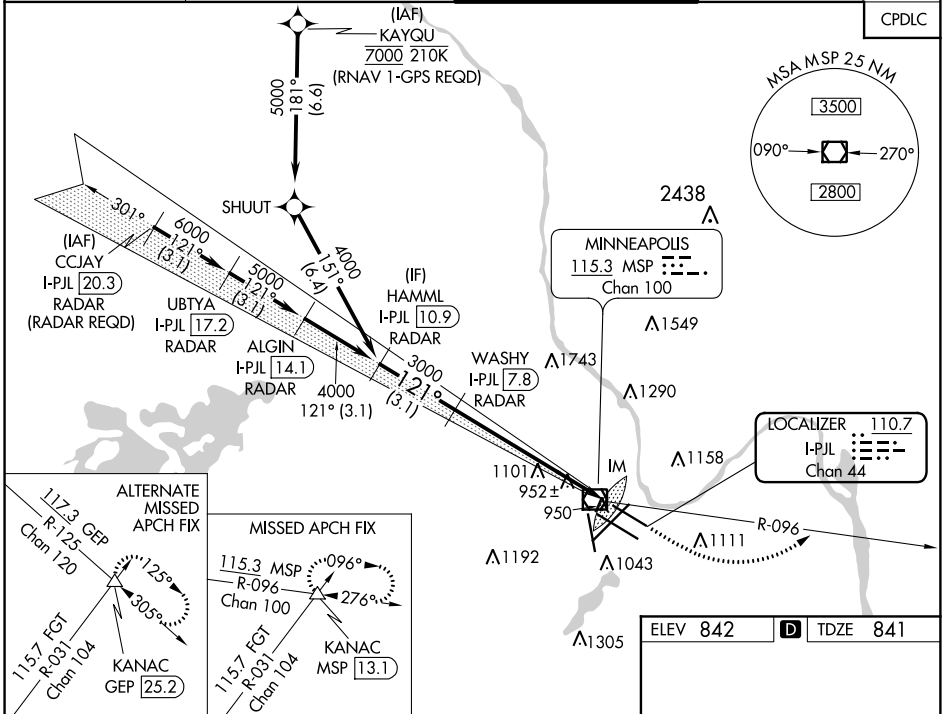 CPDLC
(IAF)
KAYQU
7000 210K
(RNAV 1-GPS REQD)
5000
181°
(6.6)
SHUUT
4000
151°
(6.4)
MSA MSP 25 NM
3500
090°
270°
2800
2438
301°
6000
121°
(3.1)
5000
121°
(3.1)
(IAF)
CCJAY
I-PJL 20.3
RADAR
(RADAR REQD)
UBTYA
I-PJL 17.2
RADAR
ALGIN
I-PJL 14.1
RADAR
4000
121° (3.1)
(IF)
HAMML
I-PJL 10.9
RADAR
3000
121°
(3.1)
WASHY
I-PJL 7.8
RADAR
MINNEAPOLIS
115.3 MSP
Chan 100
1549
1743
1290
1158
LOCALIZER 110.7
I-PJL
Chan 44
1101
952±
950
IM
R-096
1111
1192
1043
1305
ALTERNATE
MISSED
APCH FIX
117.3 GEP
R-125
Chan 120
125°
305°
115.7 FGT
R-031
Chan 104
KANAC
GEP 25.2
MISSED APCH FIX
115.3 MSP
R-096
Chan 100
096°
276°
115.7 FGT
R-031
Chan 104
KANAC
MSP 13.1
ELEV 842 D TDZE 841